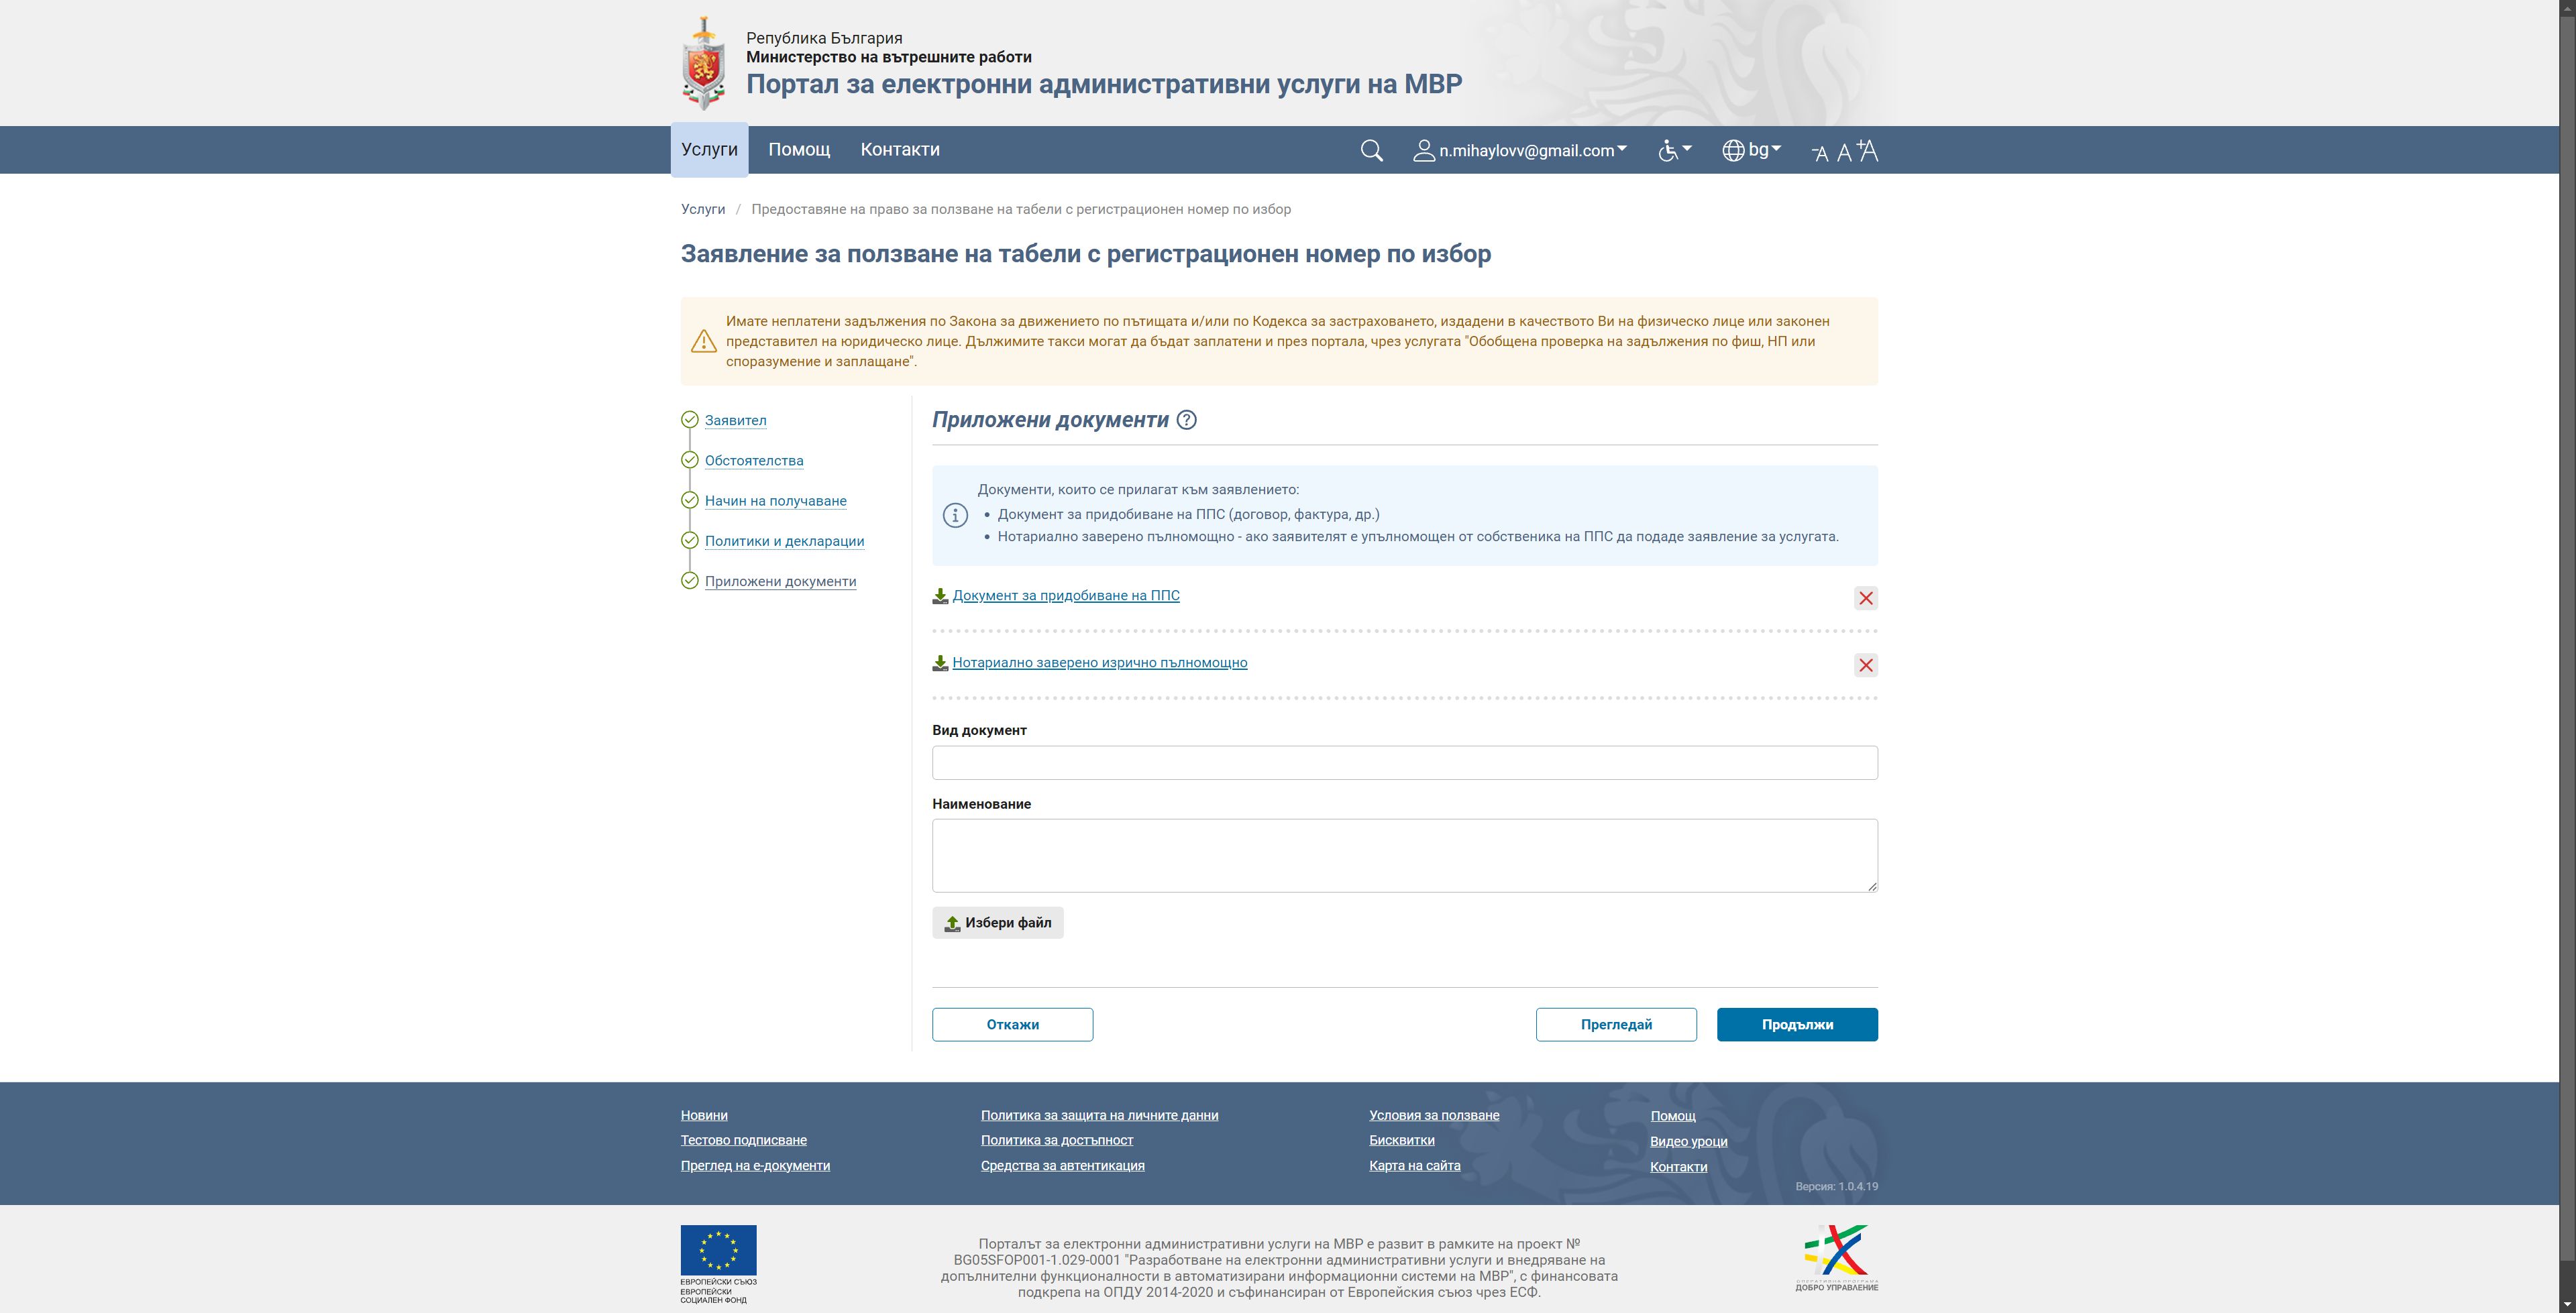 Република България
Министерство на вътрешните работи
Портал за електронни административни услуги на МВР
Услуги
Помощ
Контакти
n.mihaylovv@gmail.com
bg
-A A +A
Услуги / Предоставяне на право за ползване на табели с регистрационен номер по избор
Заявление за ползване на табели с регистрационен номер по избор
Имате неплатени задължения по Закона за движението по пътищата и/или по Кодекса за застраховането, издадени в качеството Ви на физическо лице или законен
представител на юридическо лице. Дължимите такси могат да бъдат заплатени и през портала, чрез услугата "Обобщена проверка на задължения по фиш, НП или
споразумение и заплащане".
Заявител
Обстоятелства
Начин на получаване
Политики и декларации
Приложени документи
Приложени документи
Документи, които се прилагат към заявлението:
• Документ за придобиване на ППС (договор, фактура, др.)
• Нотариално заверено пълномощно - ако заявителят е упълномощен от собственика на ППС да подаде заявление за услугата.
Документ за придобиване на ППС
Нотариално заверено изрично пълномощно
Вид документ
Наименование
Избери файл
Откажи
Прегледай
Продължи
Новини
Тестово подписване
Преглед на е-документи
Политика за защита на личните данни
Политика за достъпност
Средства за автентикация
Условия за ползване
Бисквитки
Карта на сайта
Помощ
Видео уроци
Контакти
Версия: 1.0.4.19
ЕВРОПЕЙСКИ СЪЮЗ
ЕВРОПЕЙСКИ
СОЦИАЛЕН ФОНД
Порталът за електронни административни услуги на МВР е развит в рамките на проект №
BG05SFOP001-1.029-0001 "Разработване на електронни административни услуги и внедряване на
допълнителни функционалности в автоматизирани информационни системи на МВР", с финансовата
подкрепа на ОПДУ 2014-2020 и съфинансиран от Европейския съюз чрез ЕСФ.
ОПЕРАТИВНА ПРОГРАМА
ДОБРО УПРАВЛЕНИЕ